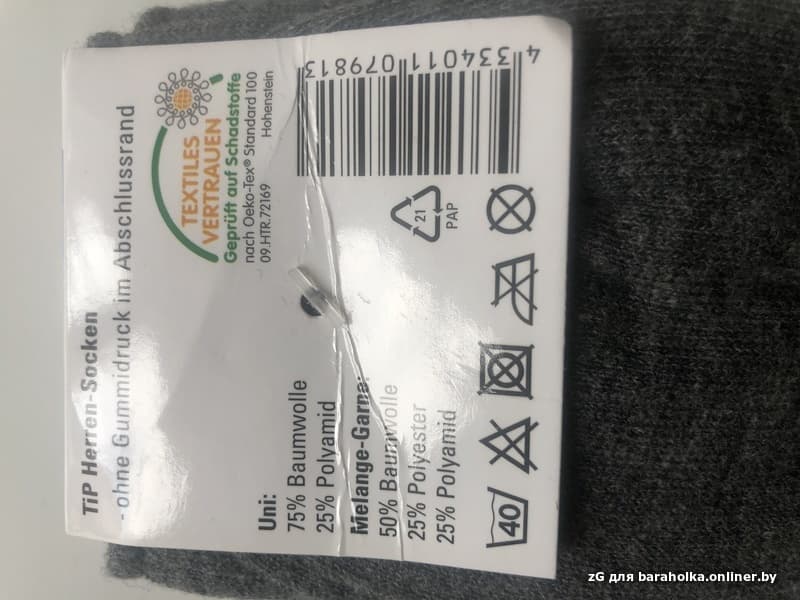 TiP Herren-Socken
- ohne Gummidruck im Abschlussrand
Uni:
75% Baumwolle
25% Polyamid
Melange-Garne:
50% Baumwolle
25% Polyester
25% Polyamid
TEXTILES
VERTRAUEN
Geprüft auf Schadstoffe
nach Oeko-Tex® Standard 100
09.HTR.72169
Hohenstein
4 334011 079813
21
PAP
40
zG для baraholka.onliner.by